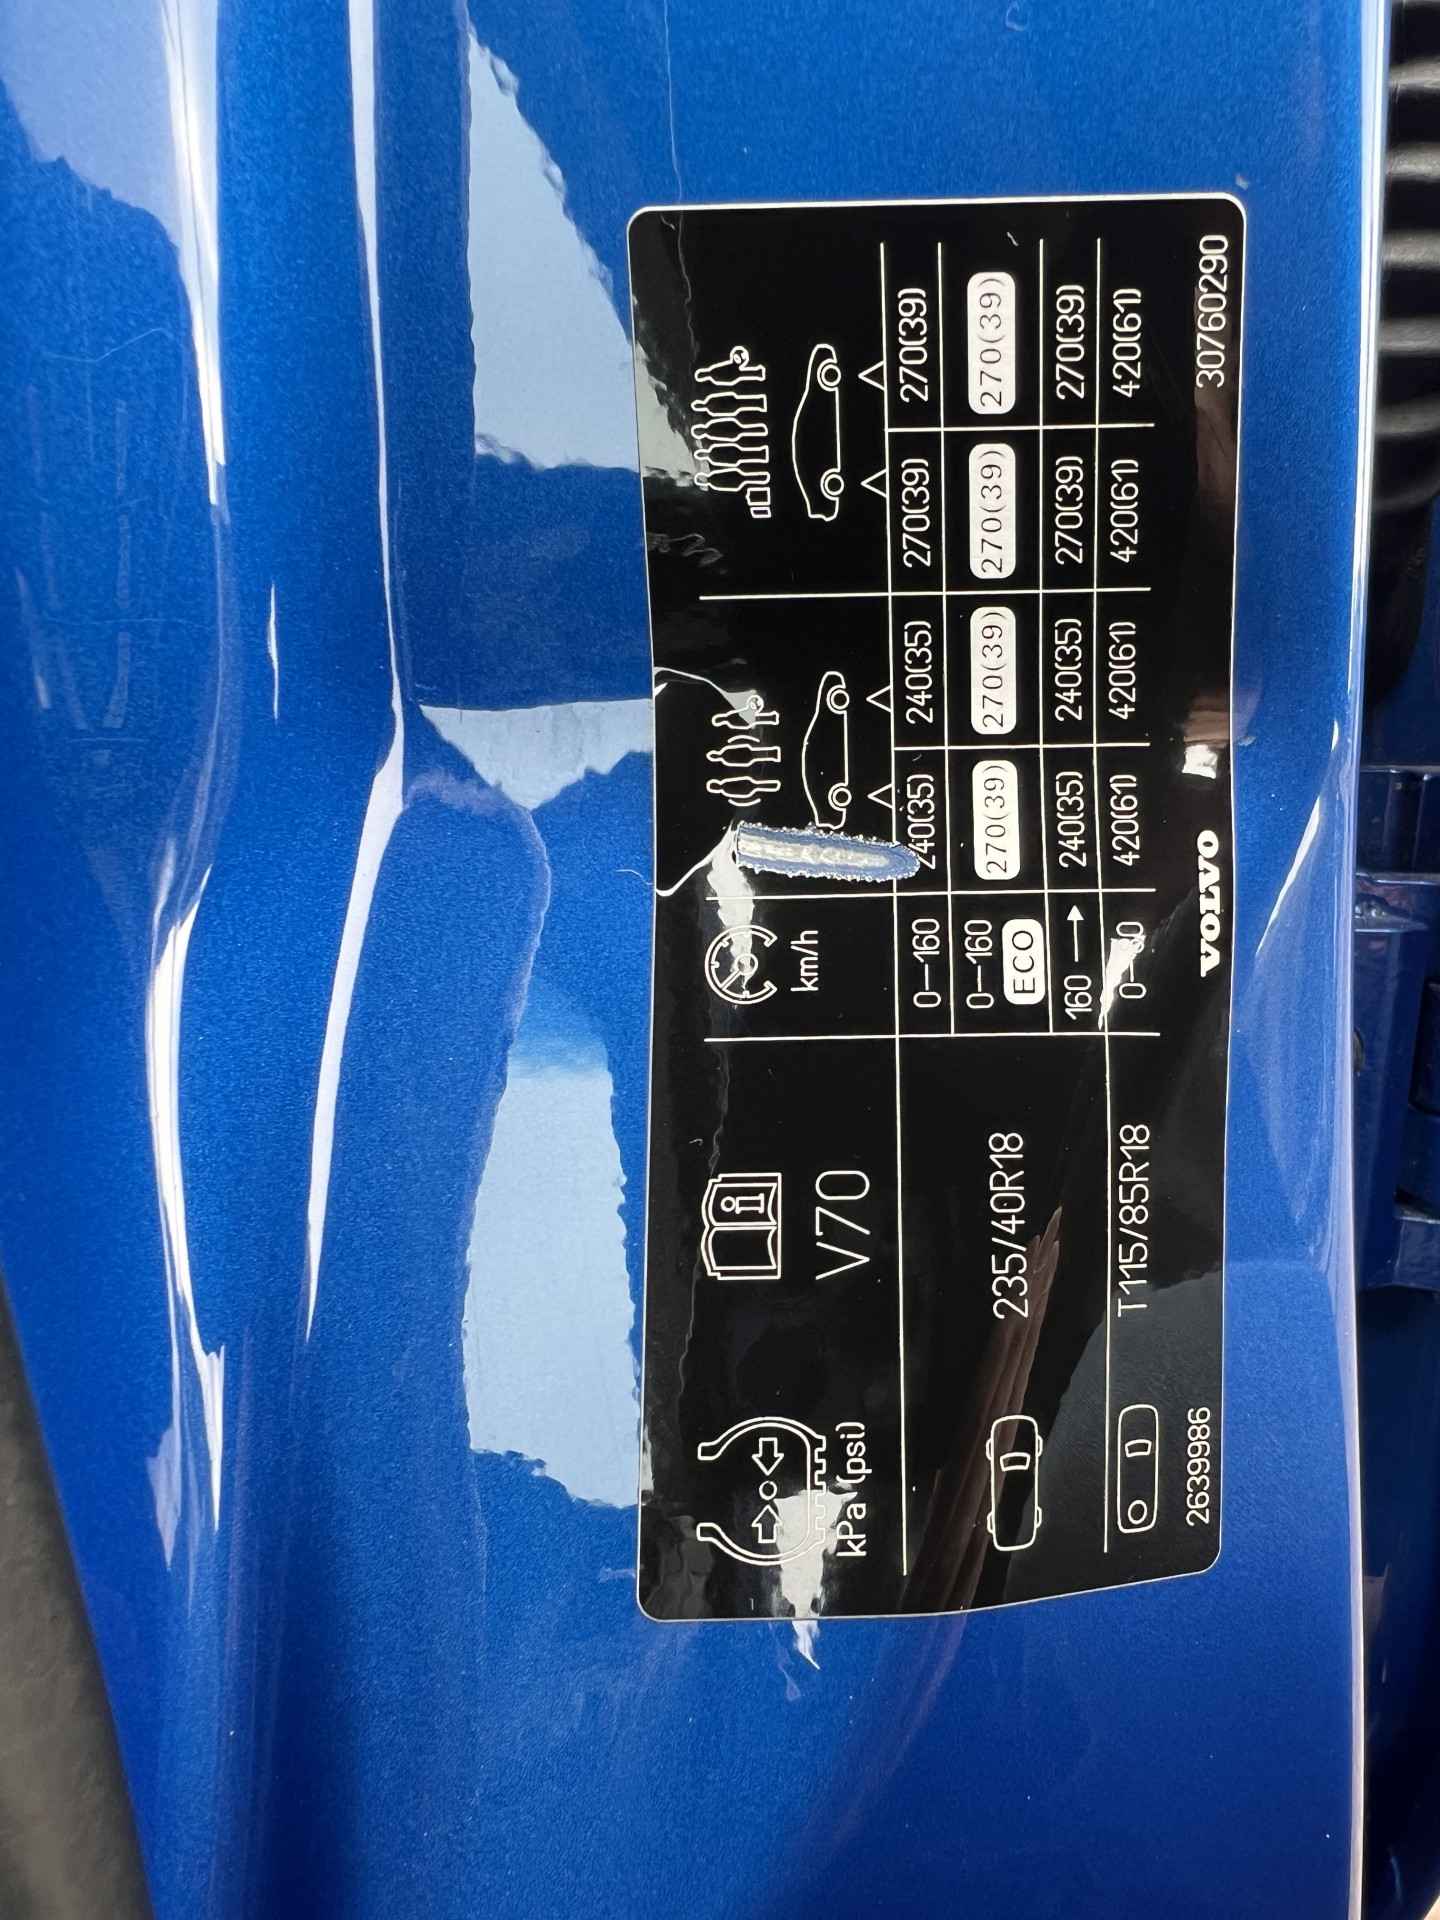 kPa (psi) V70 km/h
0–160 240(35) 240(35) 270(39) 270(39)
235/40R18 0–160 270(39) 270(39) 270(39) 270(39)
ECO
160 → 240(35) 240(35) 270(39) 270(39)
T115/85R18 420(61) 420(61) 420(61) 420(61)
2639986 VOLVO 30760290